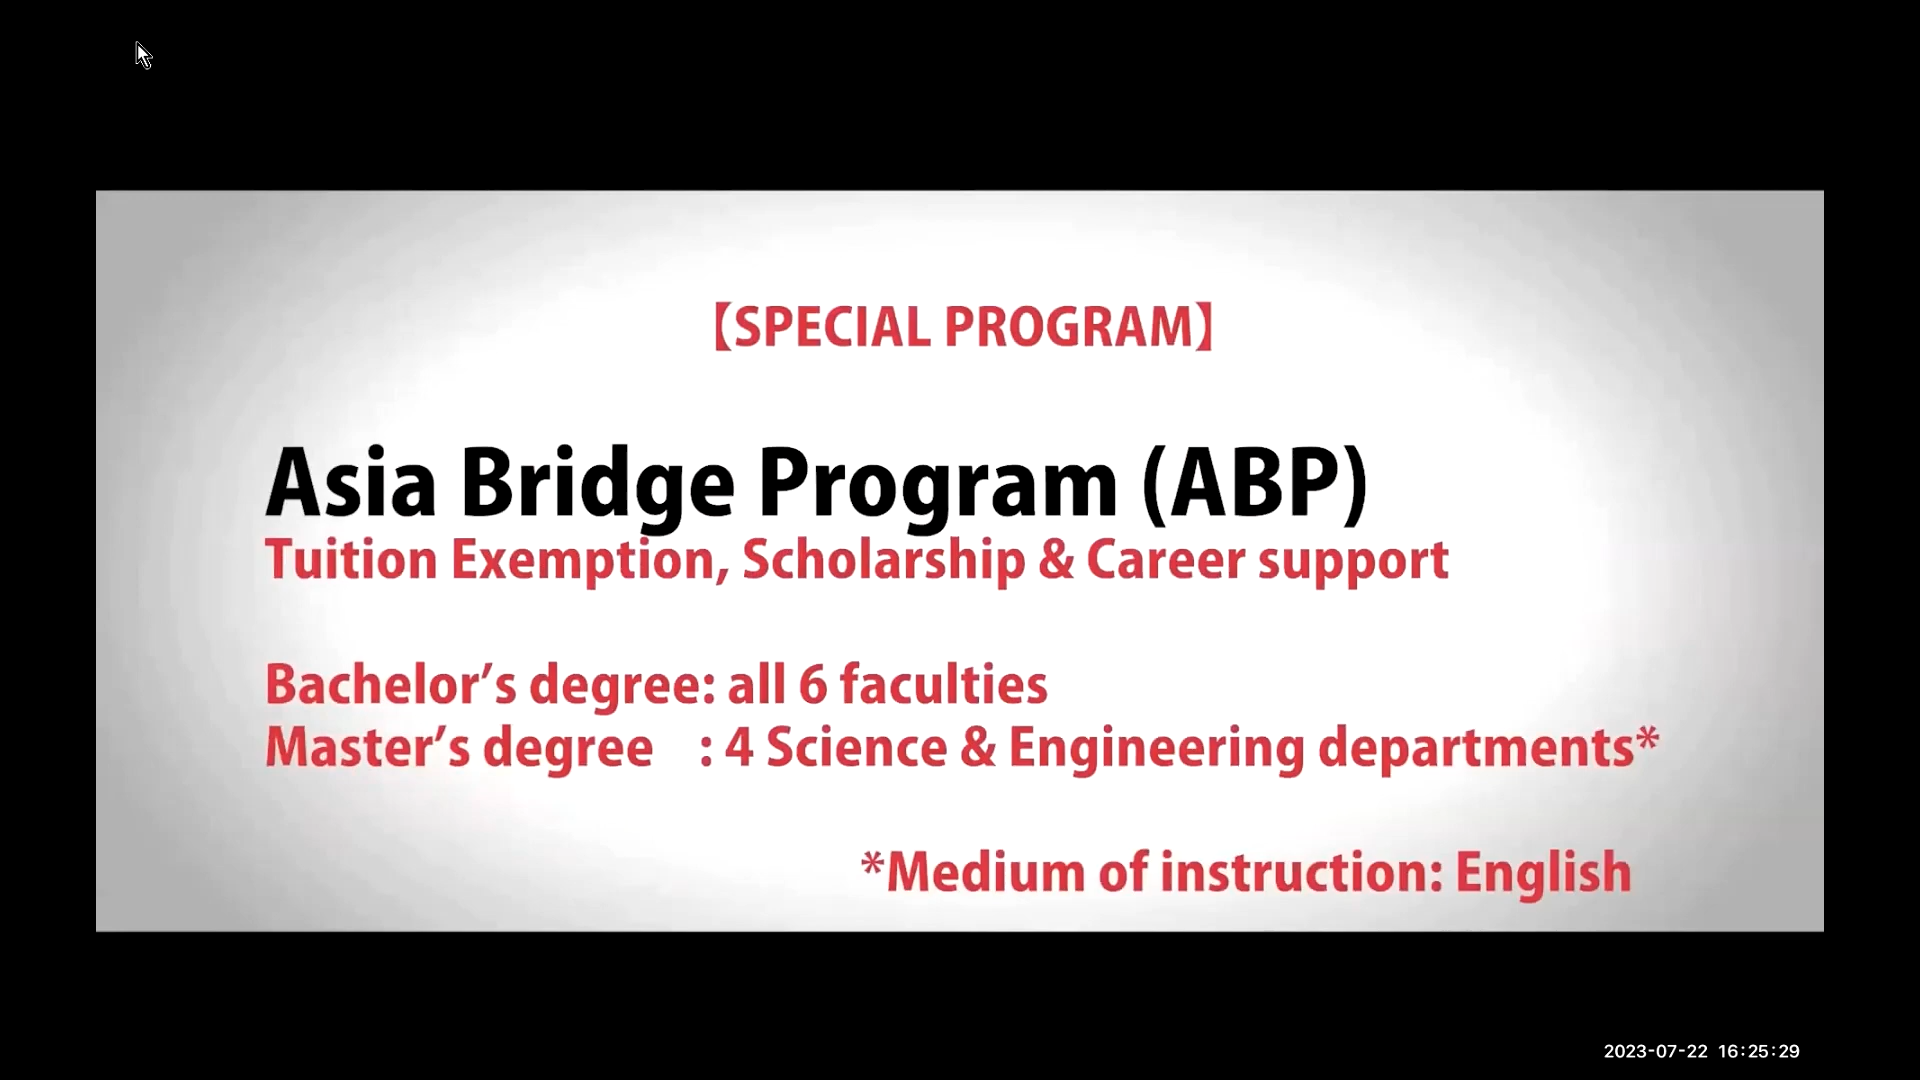 【SPECIAL PROGRAM】
Asia Bridge Program (ABP)
Tuition Exemption, Scholarship & Career support
Bachelor’s degree: all 6 faculties
Master’s degree : 4 Science & Engineering departments*
*Medium of instruction: English
2023-07-22 16:25:29